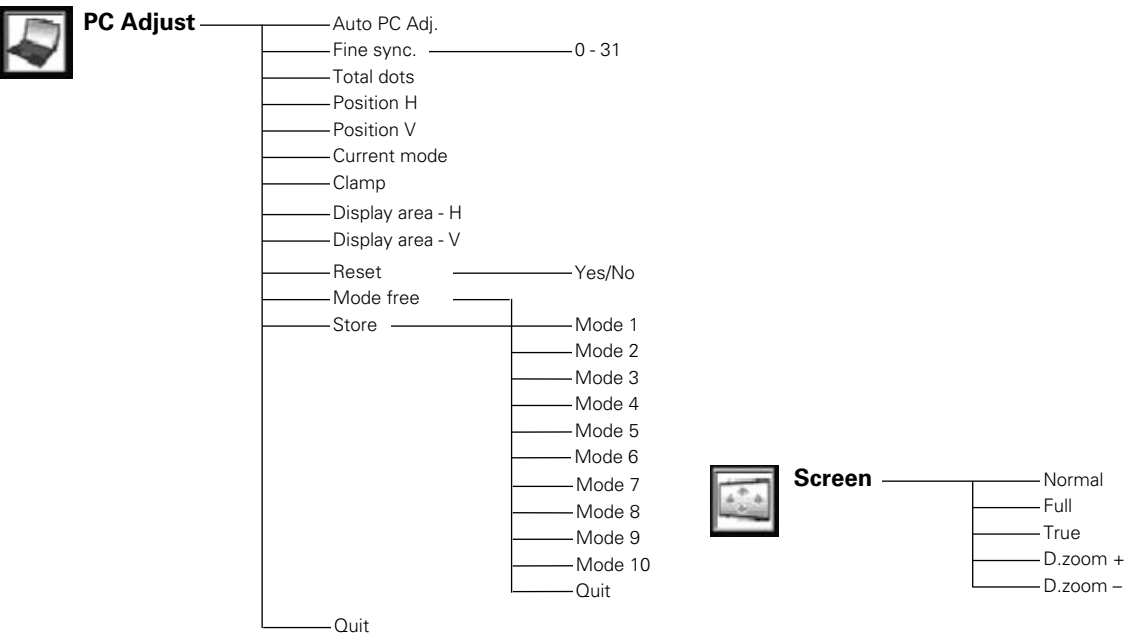 PC Adjust
Auto PC Adj.
Fine sync. 0 - 31
Total dots
Position H
Position V
Current mode
Clamp
Display area - H
Display area - V
Reset Yes/No
Mode free
Store Mode 1
Mode 2
Mode 3
Mode 4
Mode 5
Mode 6
Mode 7
Mode 8
Mode 9
Mode 10
Quit
Quit
Screen
Normal
Full
True
D.zoom +
D.zoom –